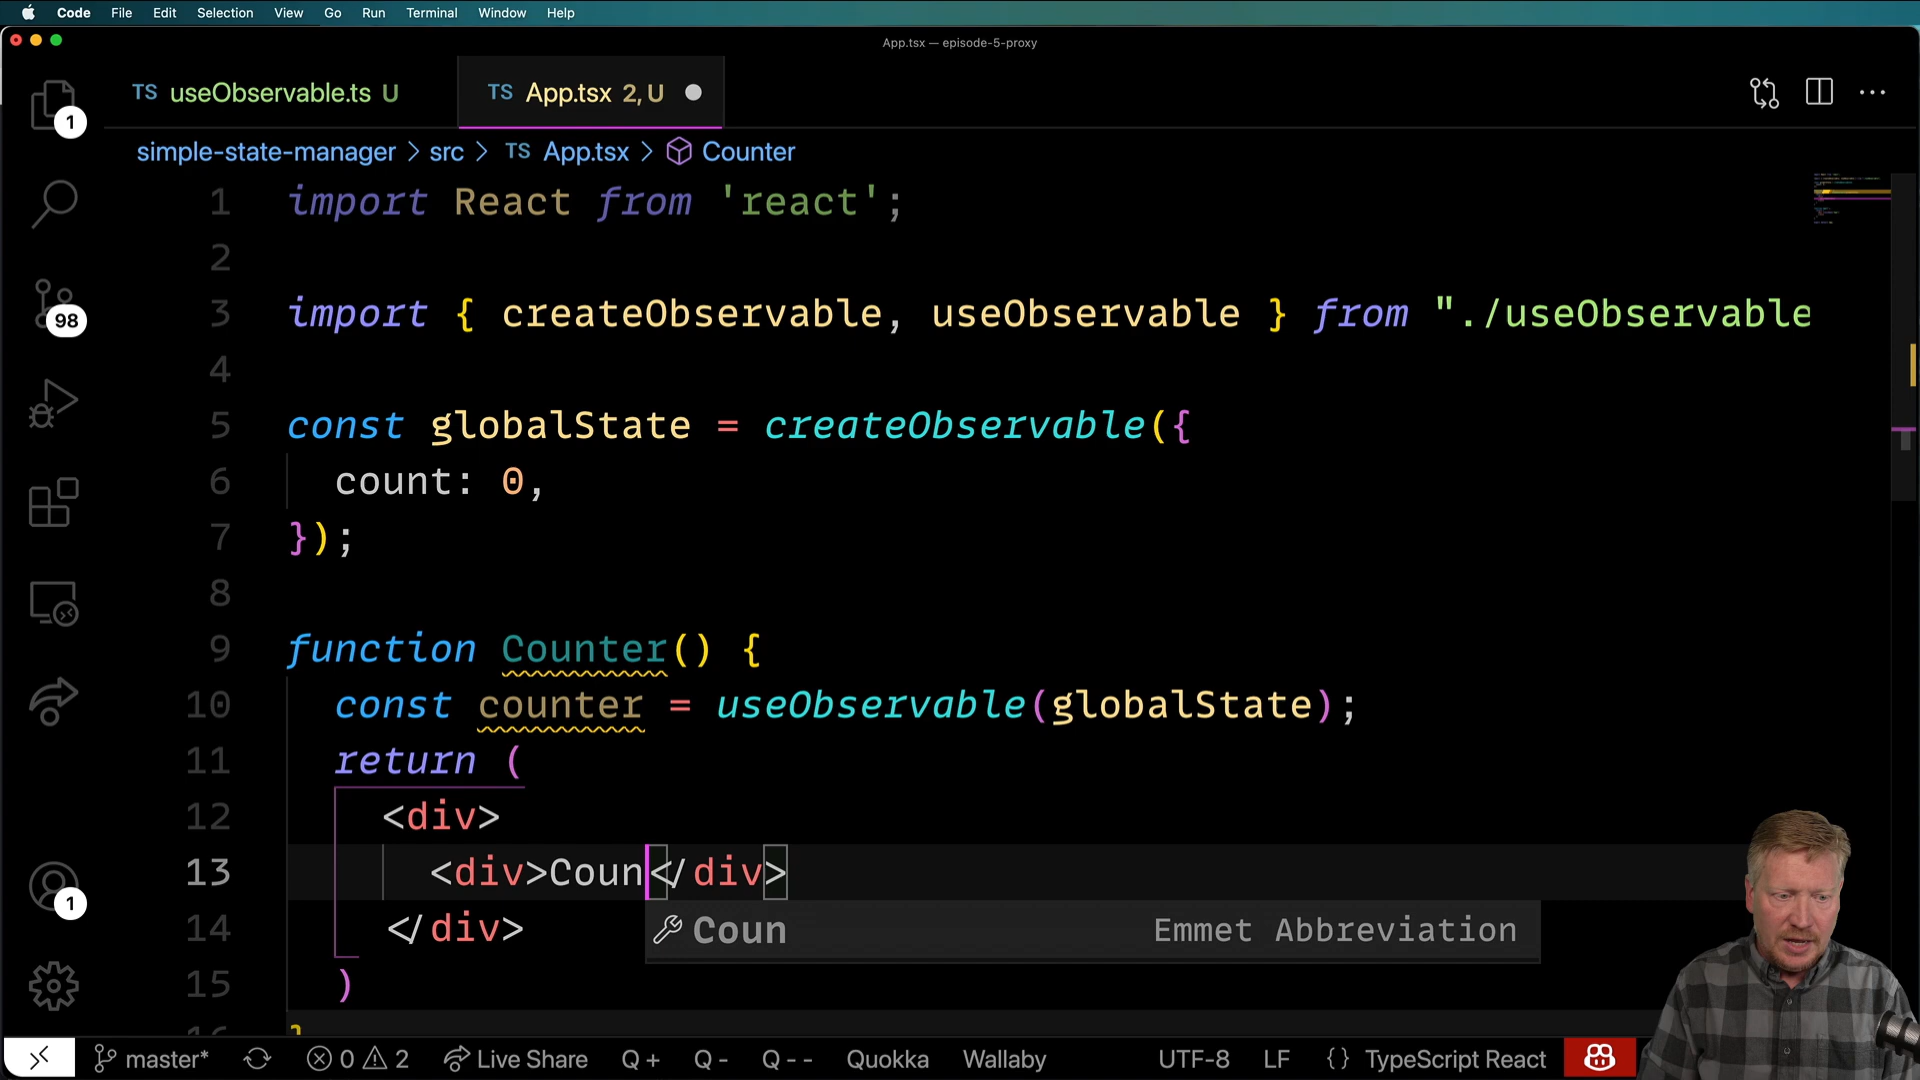 Code File Edit Selection View Go Run Terminal Window Help
App.tsx — episode-5-proxy
TS useObservable.ts U
TS App.tsx 2, U
1
simple-state-manager > src > TS App.tsx > Counter
1 import React from 'react';
2
3 import { createObservable, useObservable } from "./useObservable
4
5 const globalState = createObservable({
98
6 count: 0,
7 });
8
9 function Counter() {
10 const counter = useObservable(globalState);
11 return (
12 <div>
13 <div>Coun</div>
1
Coun Emmet Abbreviation
14 </div>
15 )
}
master* 0 2 Live Share Q + Q - Q - - Quokka Wallaby UTF-8 LF {} TypeScript React